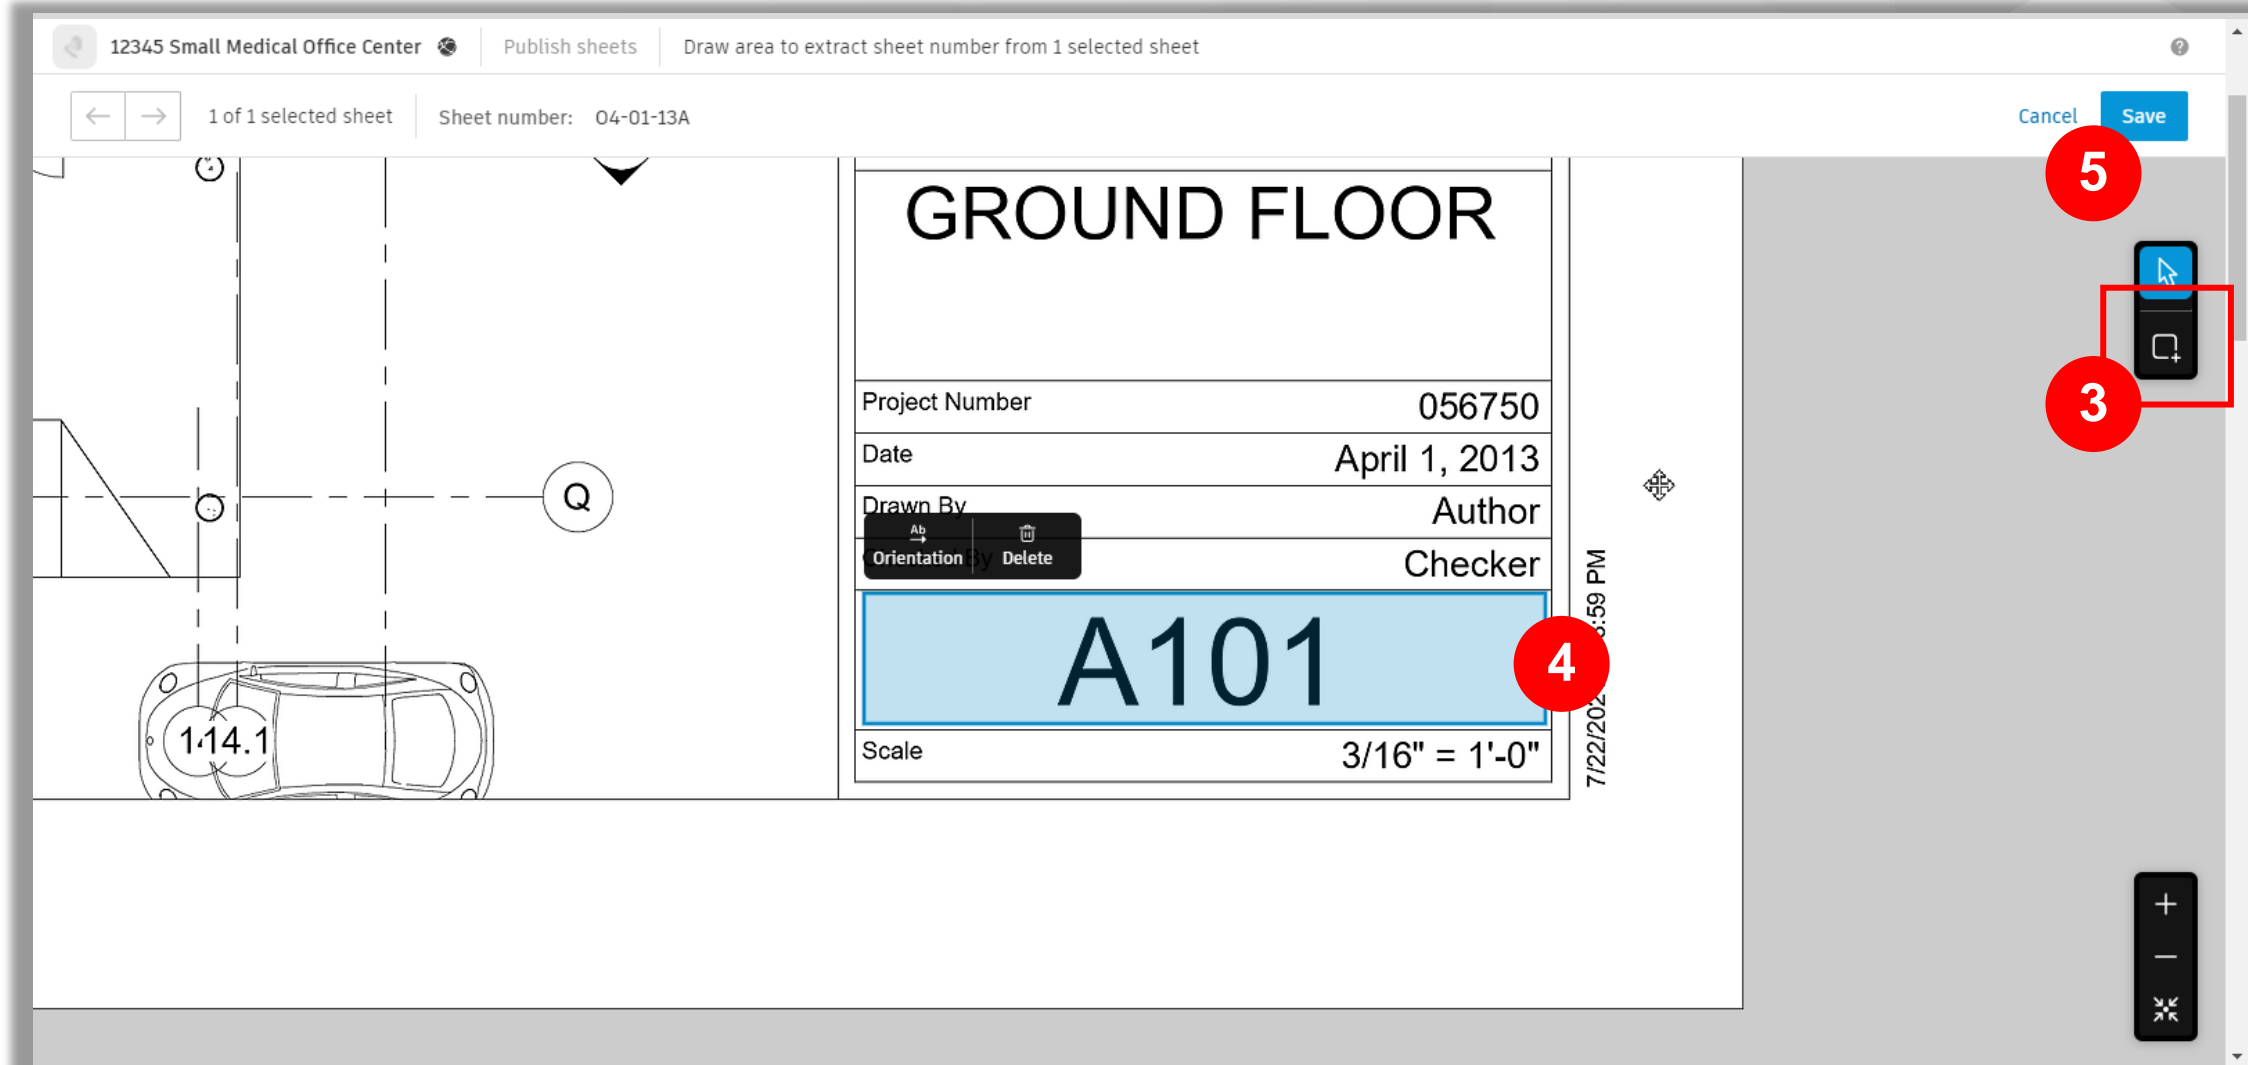 12345 Small Medical Office Center
Publish sheets
Draw area to extract sheet number from 1 selected sheet
1 of 1 selected sheet
Sheet number: 04-01-13A
Cancel
Save
5
GROUND FLOOR
3
Project Number 056750
Date April 1, 2013
Drawn By Author
Ab
Orientation
Delete
By
Checker
Q
A101
4
Scale 3/16" = 1'-0"
14.1
:59 PM
7/22/202